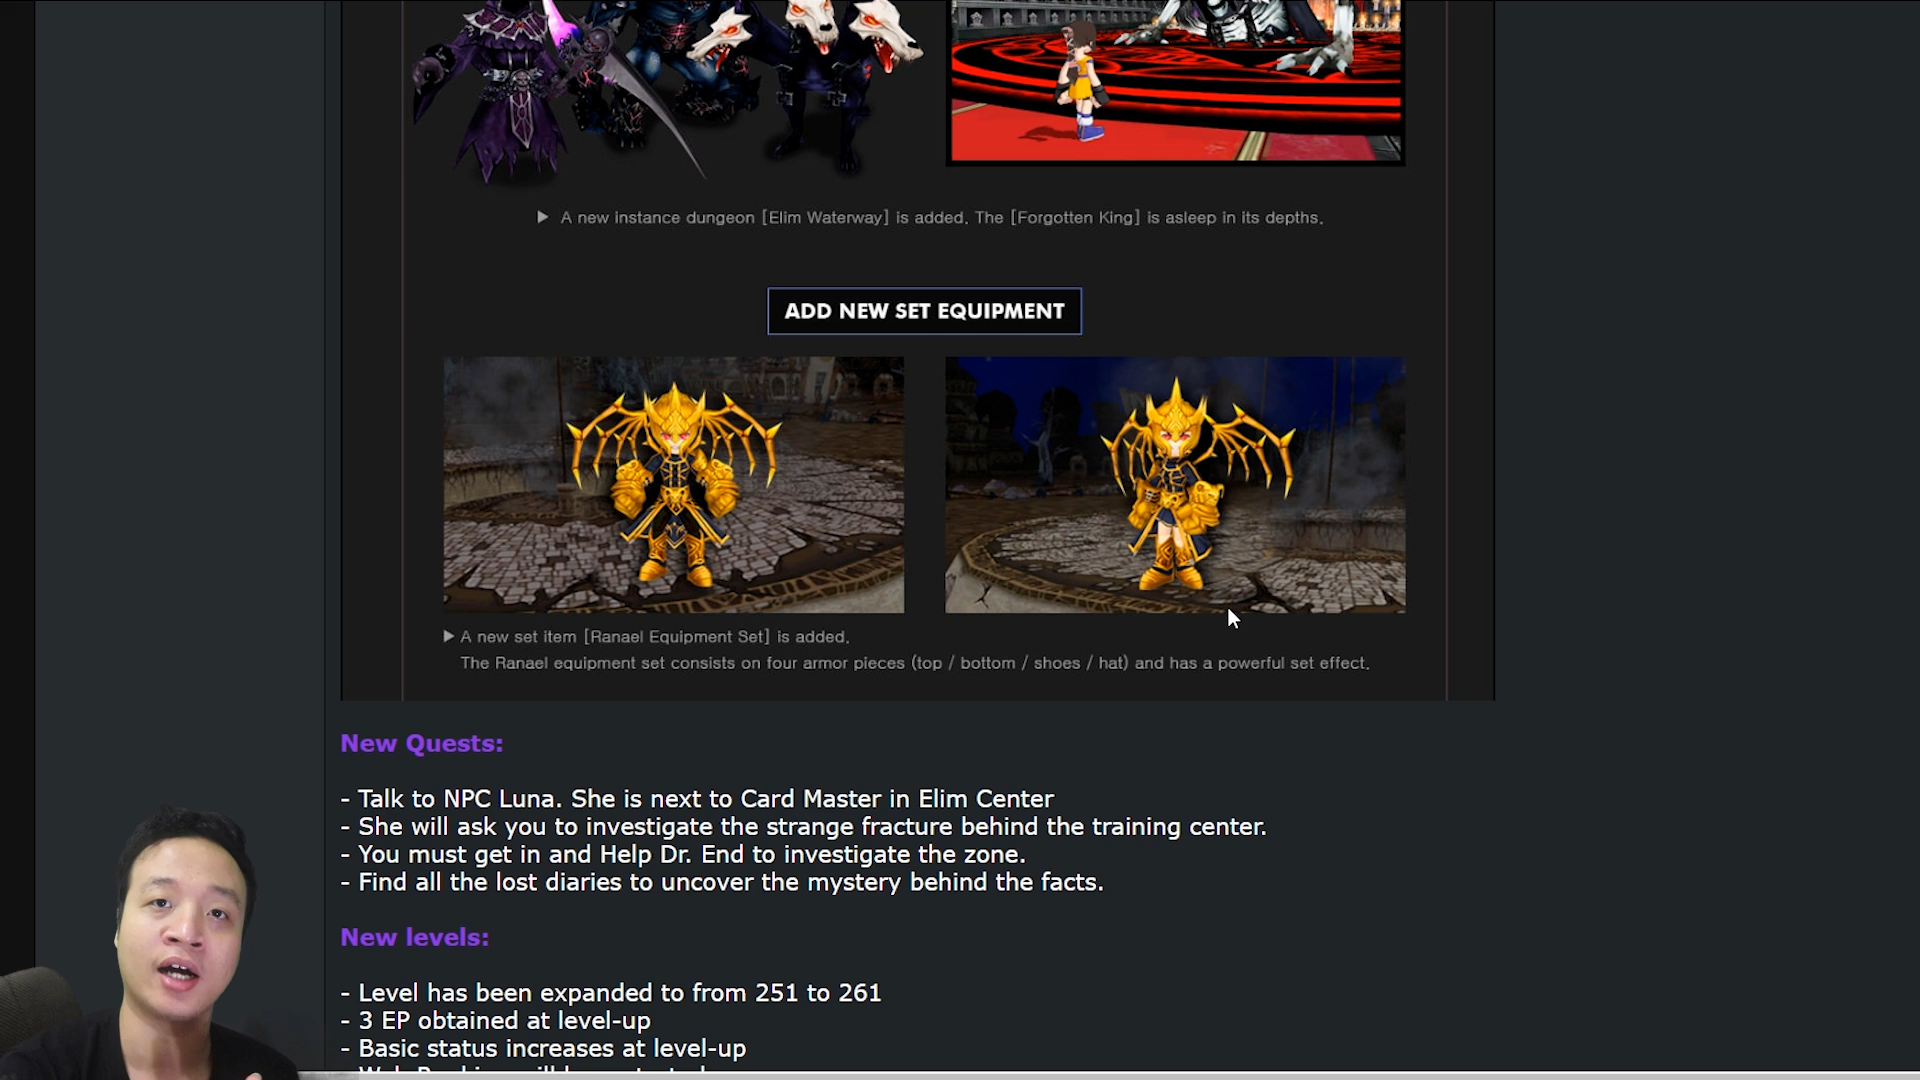 ▶ A new instance dungeon [Elim Waterway] is added. The [Forgotten King] is asleep in its depths.
ADD NEW SET EQUIPMENT
▶ A new set item [Ranael Equipment Set] is added.
The Ranael equipment set consists on four armor pieces (top / bottom / shoes / hat) and has a powerful set effect.
New Quests:
- Talk to NPC Luna. She is next to Card Master in Elim Center
- She will ask you to investigate the strange fracture behind the training center.
- You must get in and Help Dr. End to investigate the zone.
- Find all the lost diaries to uncover the mystery behind the facts.
New levels:
- Level has been expanded to from 251 to 261
- 3 EP obtained at level-up
- Basic status increases at level-up